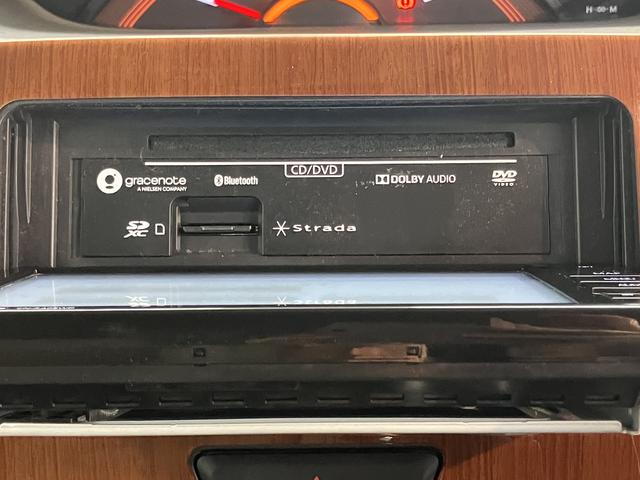 H M
CD/DVD
gracenote
A NIELSEN COMPANY
Bluetooth
DOLBY AUDIO
DVD
VIDEO
SD
XC
Strada